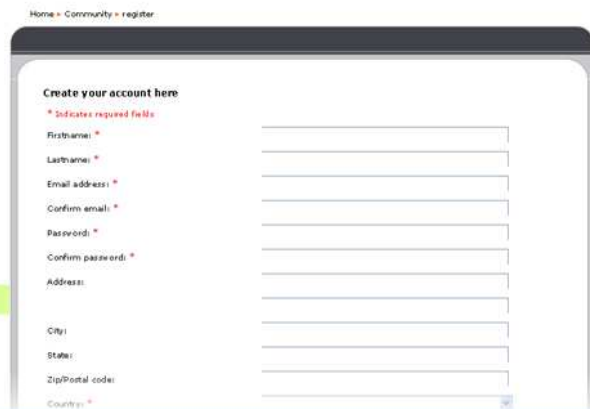 Home ▸ Community ▸ register
Create your account here
* Indicates required fields
Firstname: *
Lastname: *
Email address: *
Confirm email: *
Password: *
Confirm password: *
Address:
City:
State:
Zip/Postal code:
Country: *